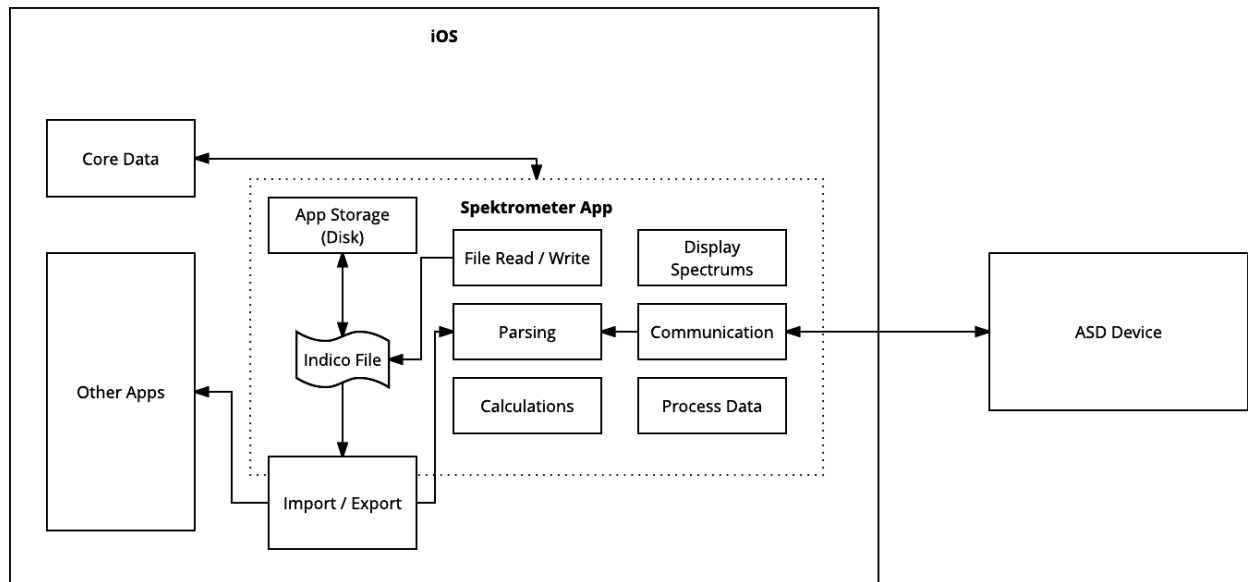 iOS
Core Data
App Storage
(Disk)
Spektrometer App
File Read / Write
Display
Spectrums
Parsing
Communication
ASD Device
Indico File
Other Apps
Calculations
Process Data
Import / Export